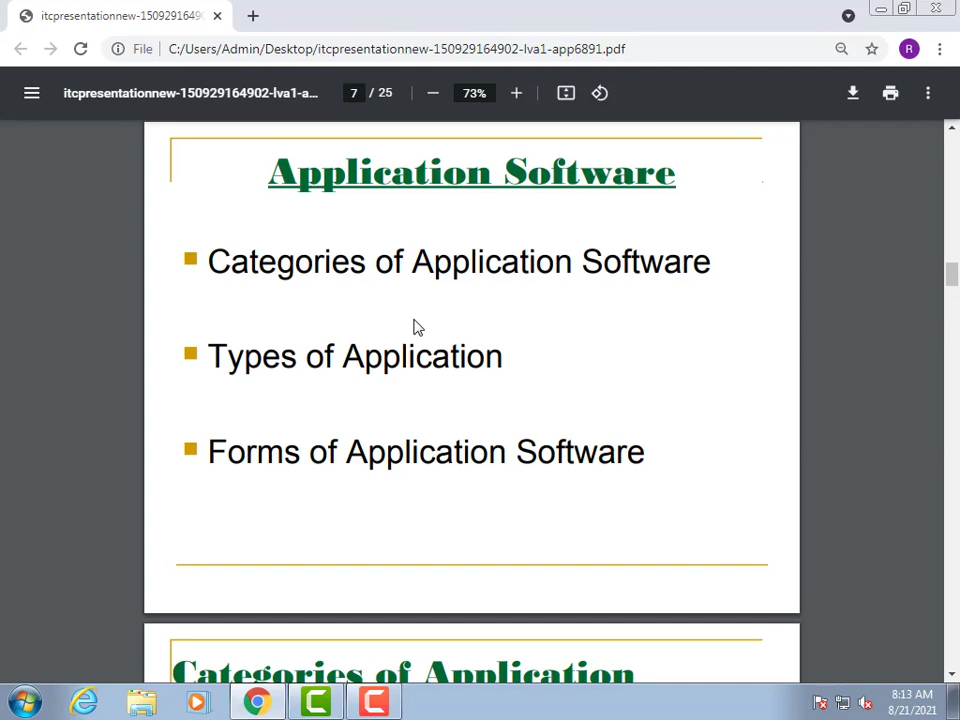 itcpresentationnew-15092916490
File
C:/Users/Admin/Desktop/itcpresentationnew-150929164902-lva1-app6891.pdf
R
itcpresentationnew-150929164902-lva1-a...
7 / 25
73%
Application Software
Categories of Application Software
Types of Application
Forms of Application Software
Categories of Application
8:13 AM
8/21/2021